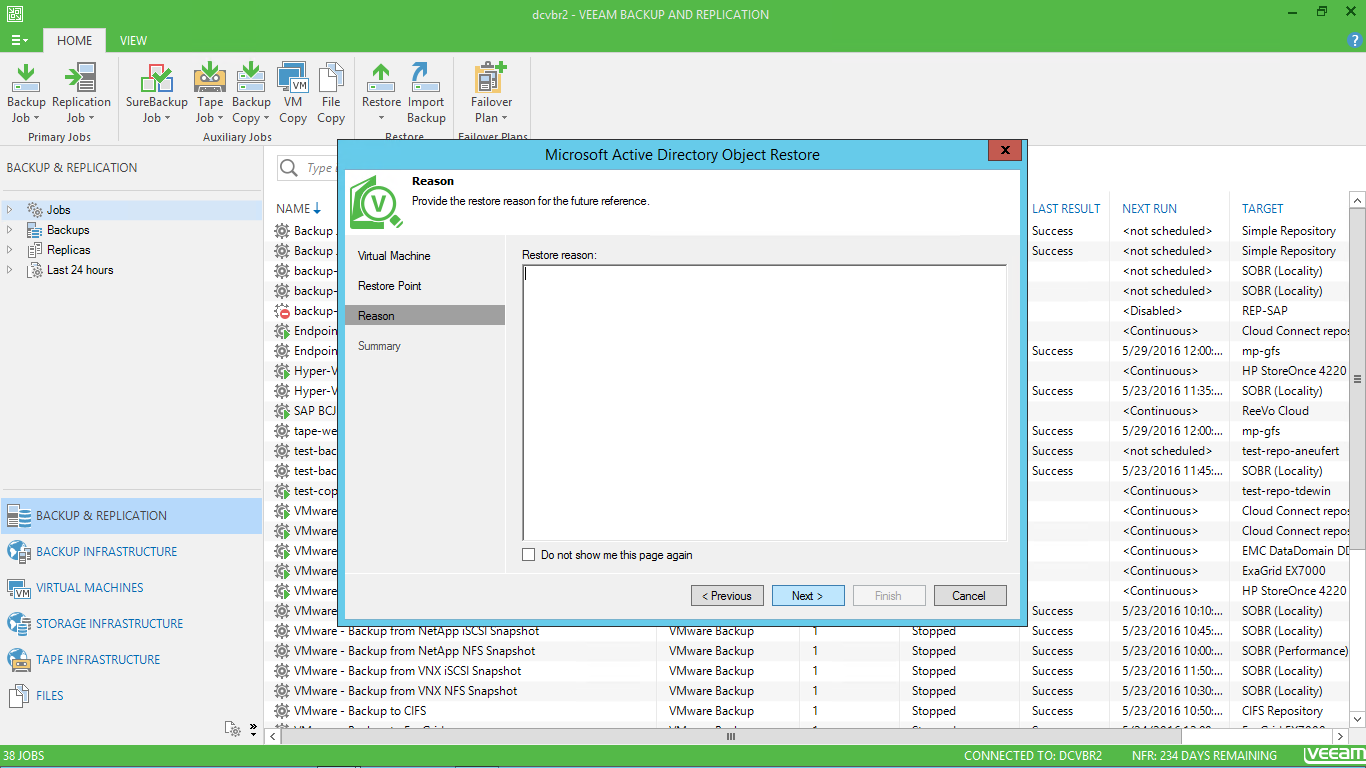 dcvbr2 - VEEAM BACKUP AND REPLICATION
HOME VIEW
Backup Job
Replication Job
SureBackup Job
Tape Job
Backup Copy
VM Copy
File Copy
Restore
Import Backup
Failover Plan
Primary Jobs
Auxiliary Jobs
Restore
Failover Plans
BACKUP & REPLICATION
Jobs
Backups
Replicas
Last 24 hours
BACKUP & REPLICATION
BACKUP INFRASTRUCTURE
VIRTUAL MACHINES
STORAGE INFRASTRUCTURE
TAPE INFRASTRUCTURE
FILES
Microsoft Active Directory Object Restore
x
Reason
Provide the restore reason for the future reference.
Virtual Machine
Restore Point
Reason
Summary
Restore reason:
Do not show me this page again
< Previous
Next >
Finish
Cancel
Type
NAME LAST RESULT NEXT RUN TARGET
Backup Success <not scheduled> Simple Repository
Backup Success <not scheduled> Simple Repository
backup- <not scheduled> SOBR (Locality)
backup- <not scheduled> SOBR (Locality)
backup- <Disabled> REP-SAP
Endpoin <Continuous> Cloud Connect repos
Endpoin Success 5/29/2016 12:00:... mp-gfs
Hyper-V <Continuous> HP StoreOnce 4220
Hyper-V Success 5/23/2016 11:35:... SOBR (Locality)
SAP BCJ <Continuous> ReeVo Cloud
tape-we Success 5/29/2016 12:00:... mp-gfs
test-bac Success <not scheduled> test-repo-aneufert
test-bac Success 5/23/2016 11:45:... SOBR (Locality)
test-cop <Continuous> test-repo-tdewin
VMware <Continuous> Cloud Connect repos
VMware <Continuous> Cloud Connect repos
VMware <Continuous> EMC DataDomain DD
VMware <Continuous> ExaGrid EX7000
VMware <Continuous> HP StoreOnce 4220
VMware Success 5/23/2016 10:10:... SOBR (Locality)
VMware - Backup from NetApp iSCSI Snapshot VMware Backup 1 Stopped Success 5/23/2016 10:45:... SOBR (Locality)
VMware - Backup from NetApp NFS Snapshot VMware Backup 1 Stopped Success 5/23/2016 10:00:... SOBR (Performance)
VMware - Backup from VNX iSCSI Snapshot VMware Backup 1 Stopped Success 5/23/2016 11:50:... SOBR (Locality)
VMware - Backup from VNX NFS Snapshot VMware Backup 1 Stopped Success 5/23/2016 10:30:... SOBR (Locality)
VMware - Backup to CIFS VMware Backup 1 Stopped Success 5/23/2016 10:50:... CIFS Repository
38 JOBS
CONNECTED TO: DCVBR2 NFR: 234 DAYS REMAINING veeam